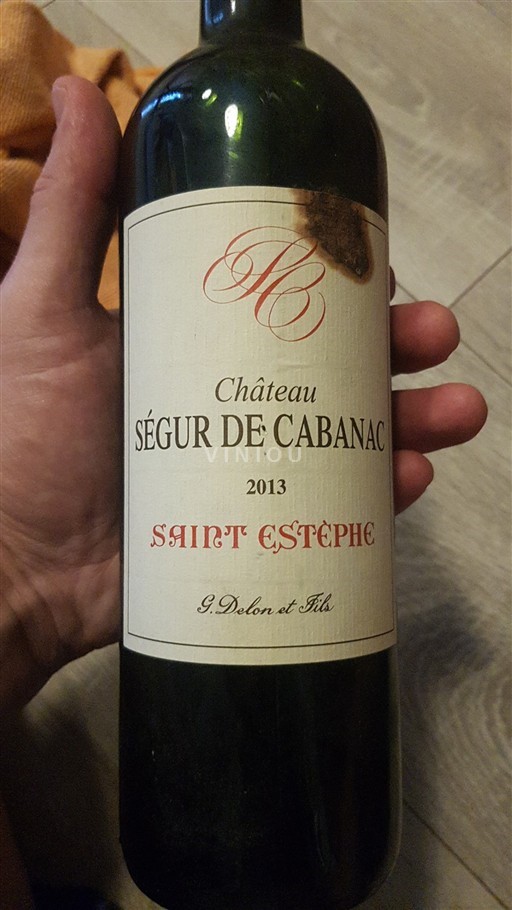 Château
SÉGUR DE CABANAC
VINIOU
2013
SAINT ESTÈPHE
G. Delon et Fils